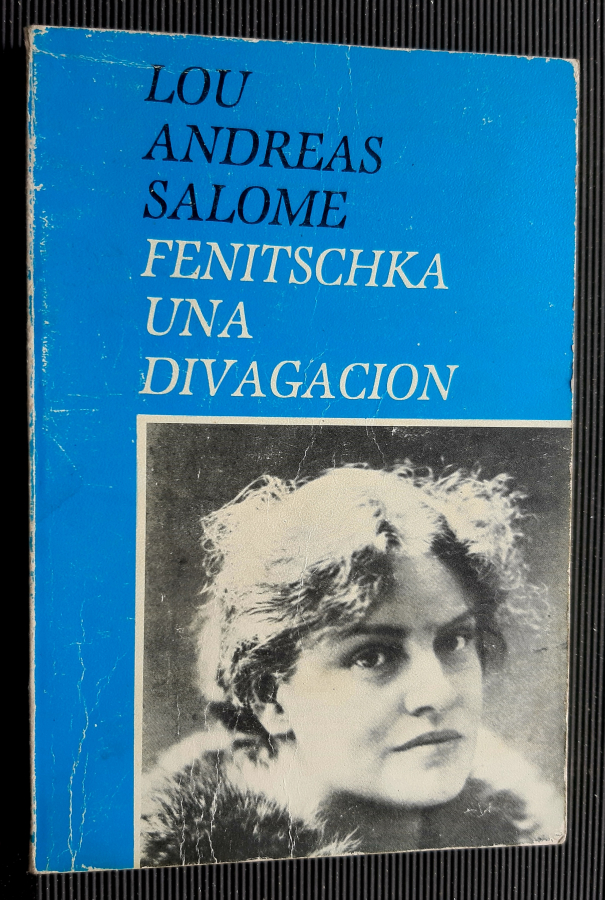 LOU
ANDREAS
SALOME
FENITSCHKA
UNA
DIVAGACION